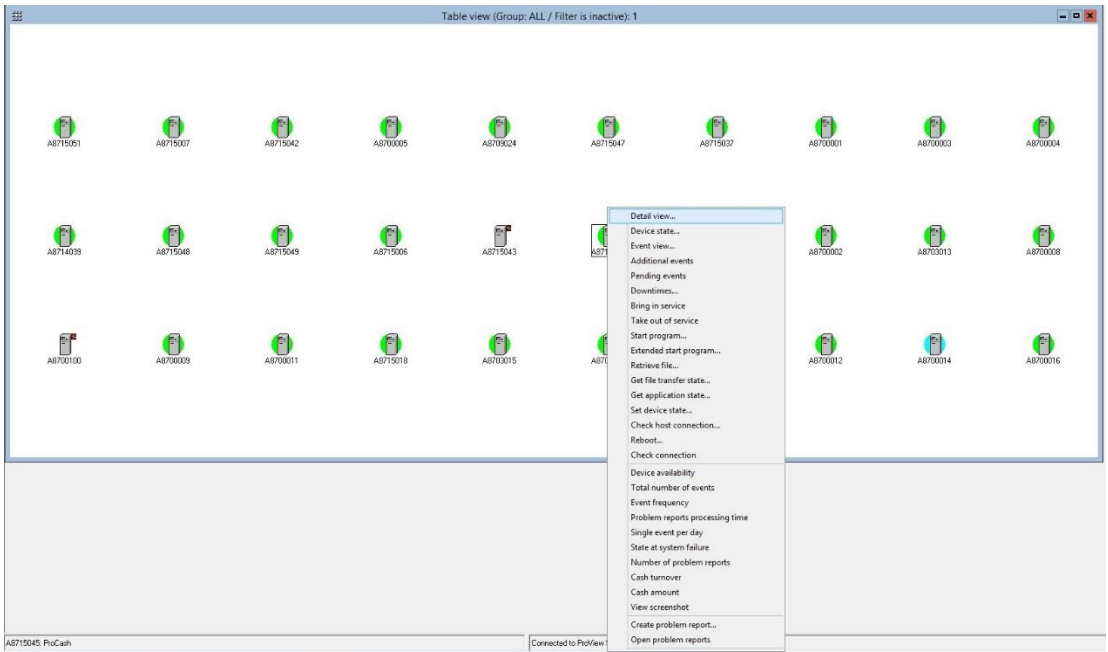 Table view (Group: ALL / Filter is inactive): 1
A8715051 A8715007 A8715042 A8700005 A8709024 A8715047 A8715037 A8700001 A8700003 A8700004
A8714039 A8715048 A8715049 A8715006 A8715043 A871 A8700002 A8703013 A8700008
A8700100 A8700009 A8700011 A8715018 A8703015 A870 A8700012 A8700014 A8700016
Detail view...
Device state...
Event view...
Additional events
Pending events
Downtimes...
Bring in service
Take out of service
Start program...
Extended start program...
Retrieve file...
Get file transfer state...
Get application state...
Set device state...
Check host connection...
Reboot...
Check connection
Device availability
Total number of events
Event frequency
Problem reports processing time
Single event per day
State at system failure
Number of problem reports
Cash turnover
Cash amount
View screenshot
Create problem report...
Open problem reports
A8715045: ProCash
Connected to ProView